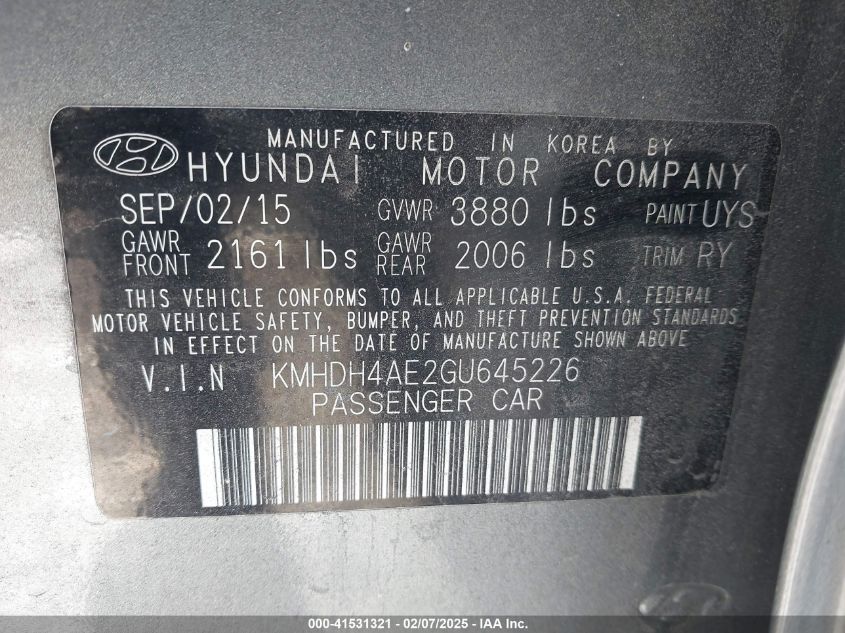 MANUFACTURED IN KOREA BY
HYUNDAI MOTOR COMPANY
SEP/02/15 GVWR 3880 lbs PAINT UYS
GAWR FRONT 2161 lbs GAWR REAR 2006 lbs TRIM RY
THIS VEHICLE CONFORMS TO ALL APPLICABLE U.S.A. FEDERAL
MOTOR VEHICLE SAFETY, BUMPER, AND THEFT PREVENTION STANDARDS
IN EFFECT ON THE DATE OF MANUFACTURE SHOWN ABOVE.
V.I.N KMHDH4AE2GU645226
PASSENGER CAR
000-41531321 - 02/07/2025 - IAA Inc.